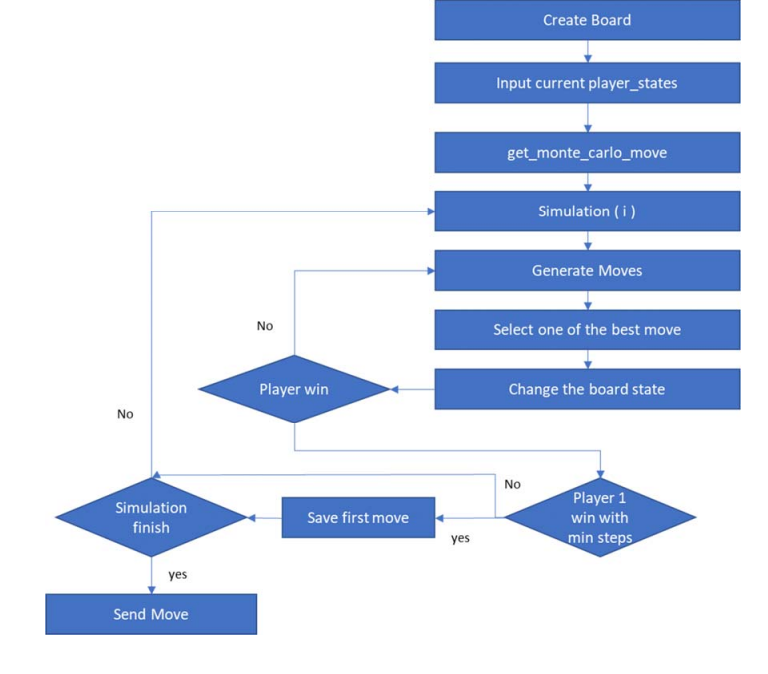 Create Board
Input current player_states
get_monte_carlo_move
Simulation ( i )
Generate Moves
No
Select one of the best move
Player win
Change the board state
No
No
Simulation
finish
Save first move
Player 1
win with
min steps
yes
yes
Send Move